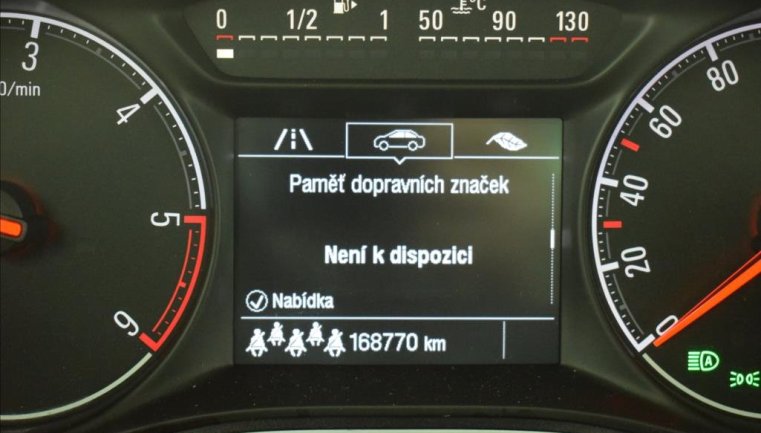 0 1/2 1 50 °C 90 130
3
0/min
4
5
6
Paměť dopravních značek
Není k dispozici
Nabídka
168770 km
80
60
40
20
0
A